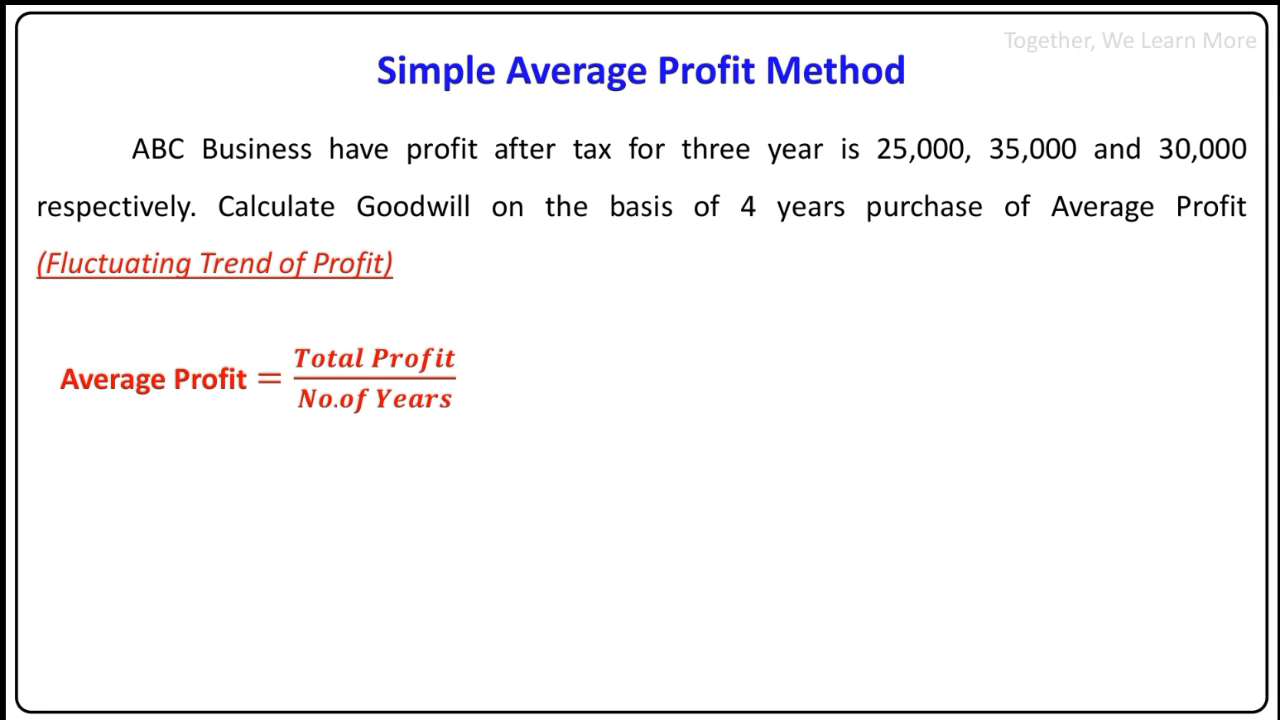 Together, We Learn More
Simple Average Profit Method
ABC Business have profit after tax for three year is 25,000, 35,000 and 30,000
respectively. Calculate Goodwill on the basis of 4 years purchase of Average Profit
(Fluctuating Trend of Profit)
Average Profit = Total Profit
No.of Years